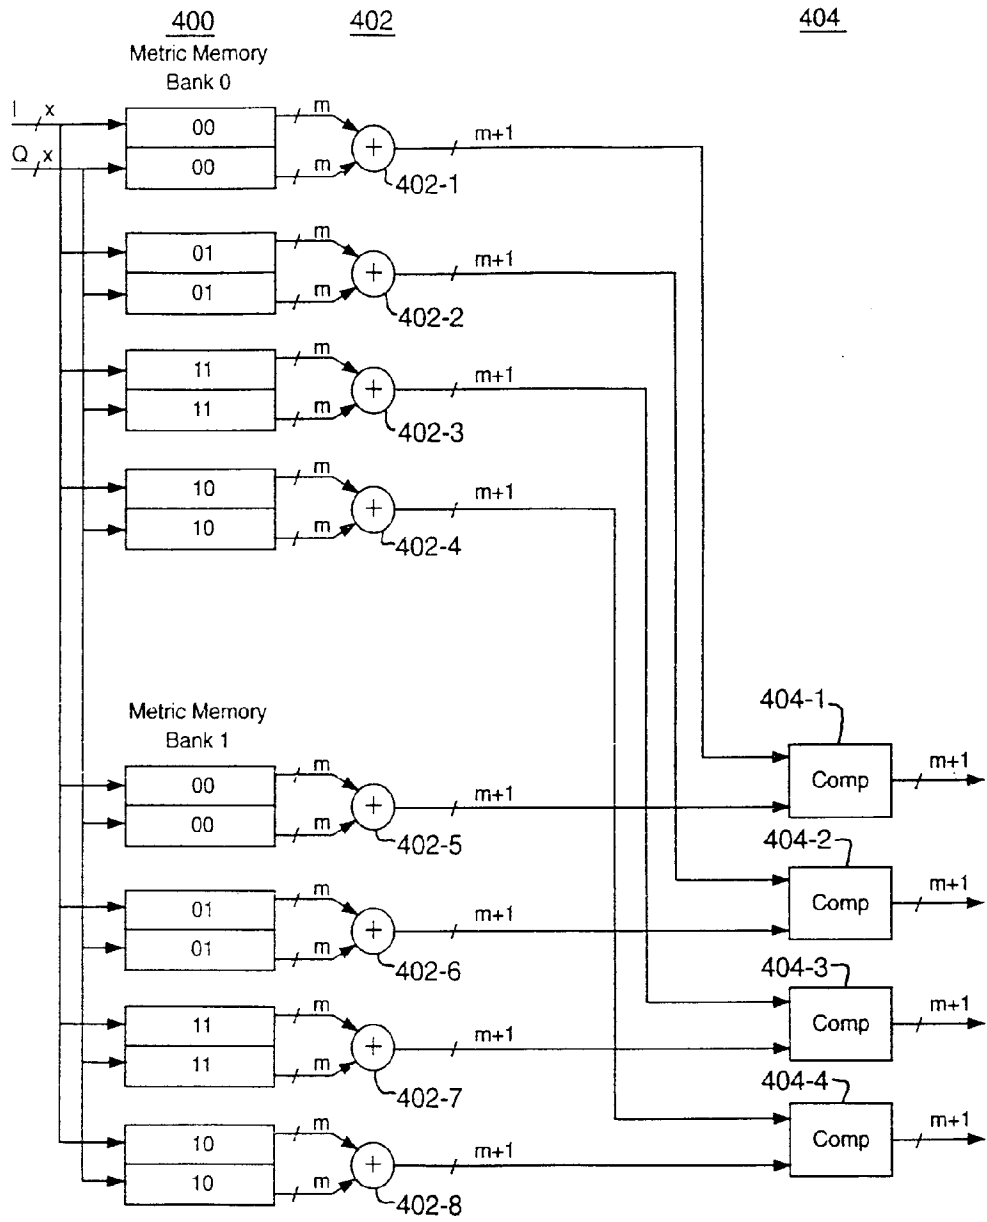 400 402 404
Metric Memory
Bank 0
I x
Q x
00 m
00 m
m+1
402-1
01 m
01 m
m+1
402-2
11 m
11 m
m+1
402-3
10 m
10 m
m+1
402-4
Metric Memory
Bank 1
00 m
00 m
m+1
402-5
404-1
Comp m+1
01 m
01 m
m+1
402-6
404-2
Comp m+1
11 m
11 m
m+1
402-7
404-3
Comp m+1
10 m
10 m
m+1
402-8
404-4
Comp m+1